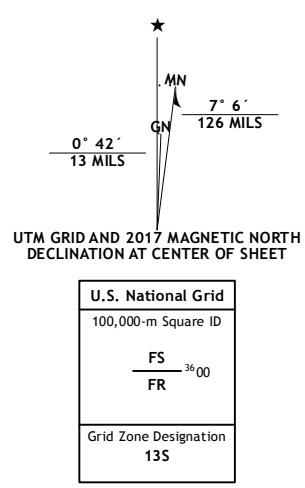 ★
MN
GN
7° 6´
126 MILS
0° 42´
13 MILS
UTM GRID AND 2017 MAGNETIC NORTH
DECLINATION AT CENTER OF SHEET
U.S. National Grid
100,000-m Square ID
FS
3600
FR
Grid Zone Designation
13S